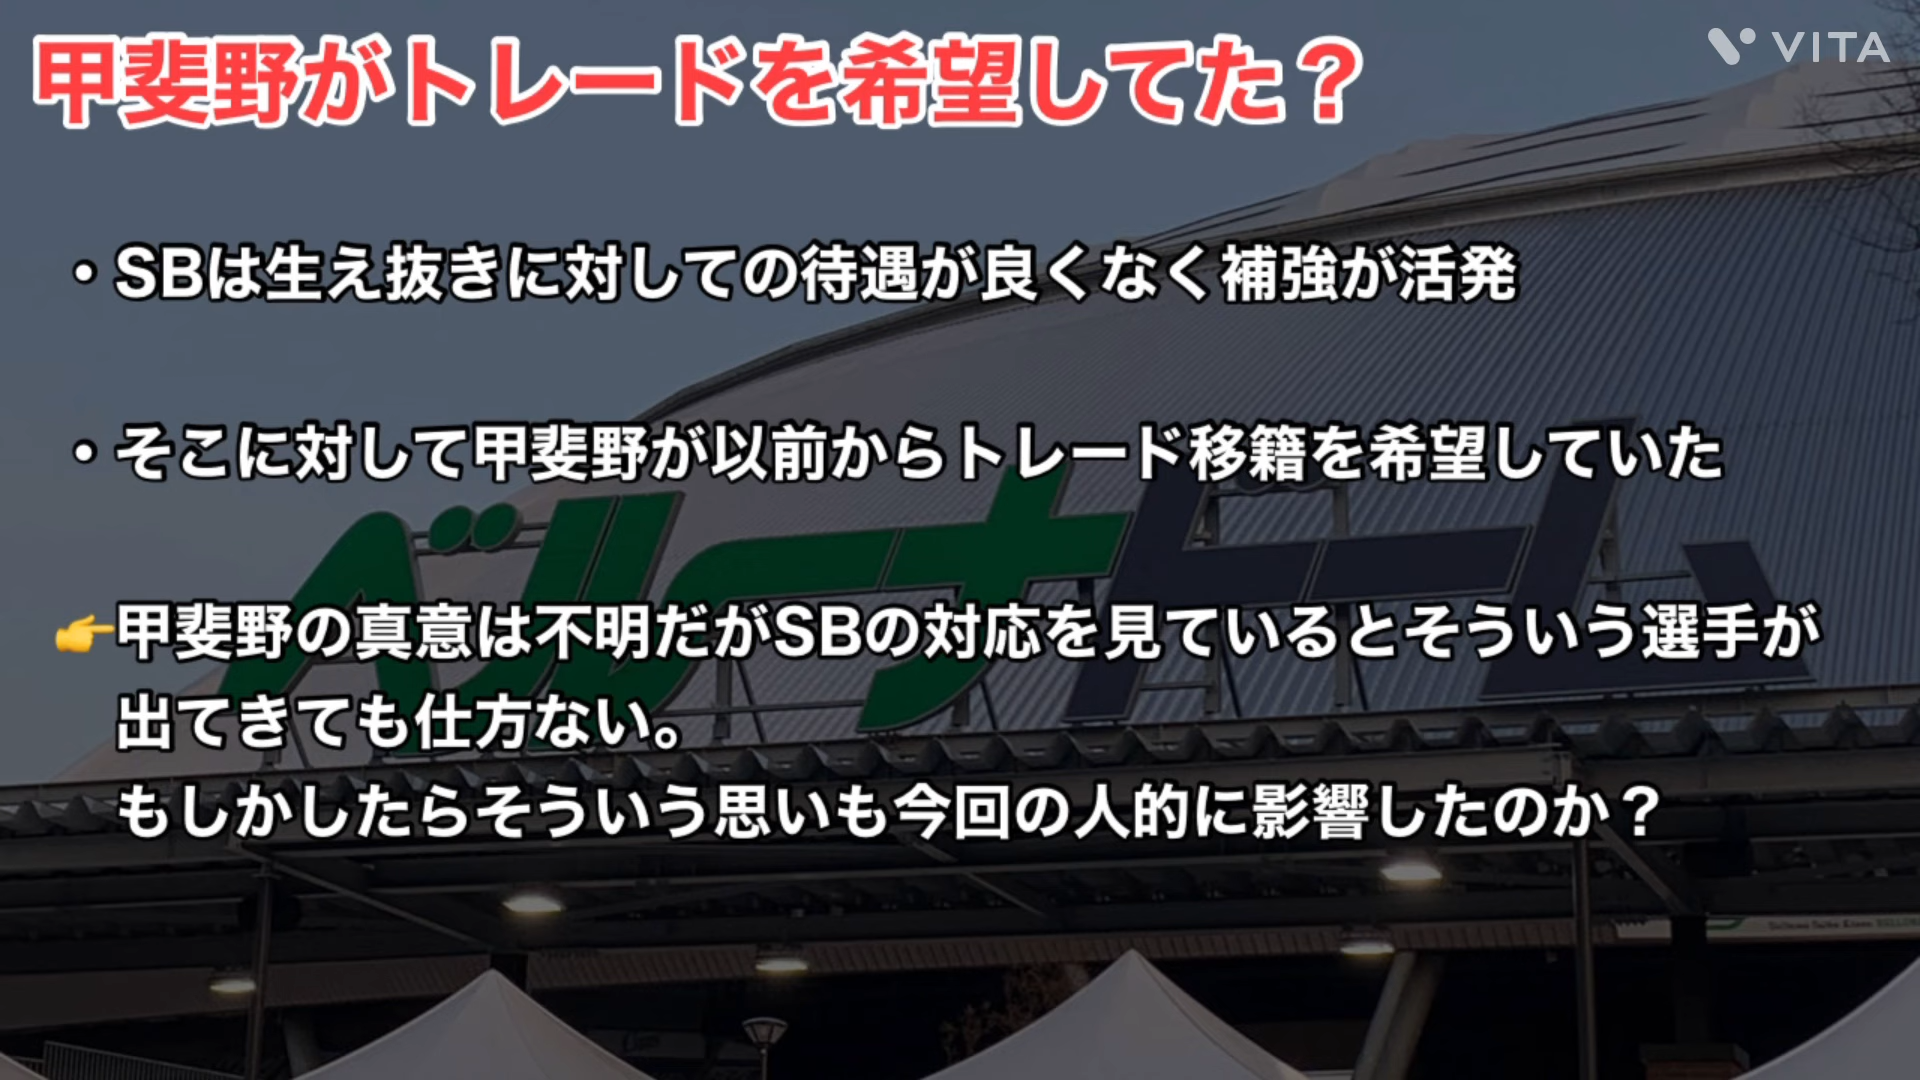 甲斐野がトレードを希望してた？
VITA
・SBは生え抜きに対しての待遇が良くなく補強が活発
・そこに対して甲斐野が以前からトレード移籍を希望していた
👉甲斐野の真意は不明だがSBの対応を見ているとそういう選手が
出てきても仕方ない。
もしかしたらそういう思いも今回の人的に影響したのか？
ベルーナドーム